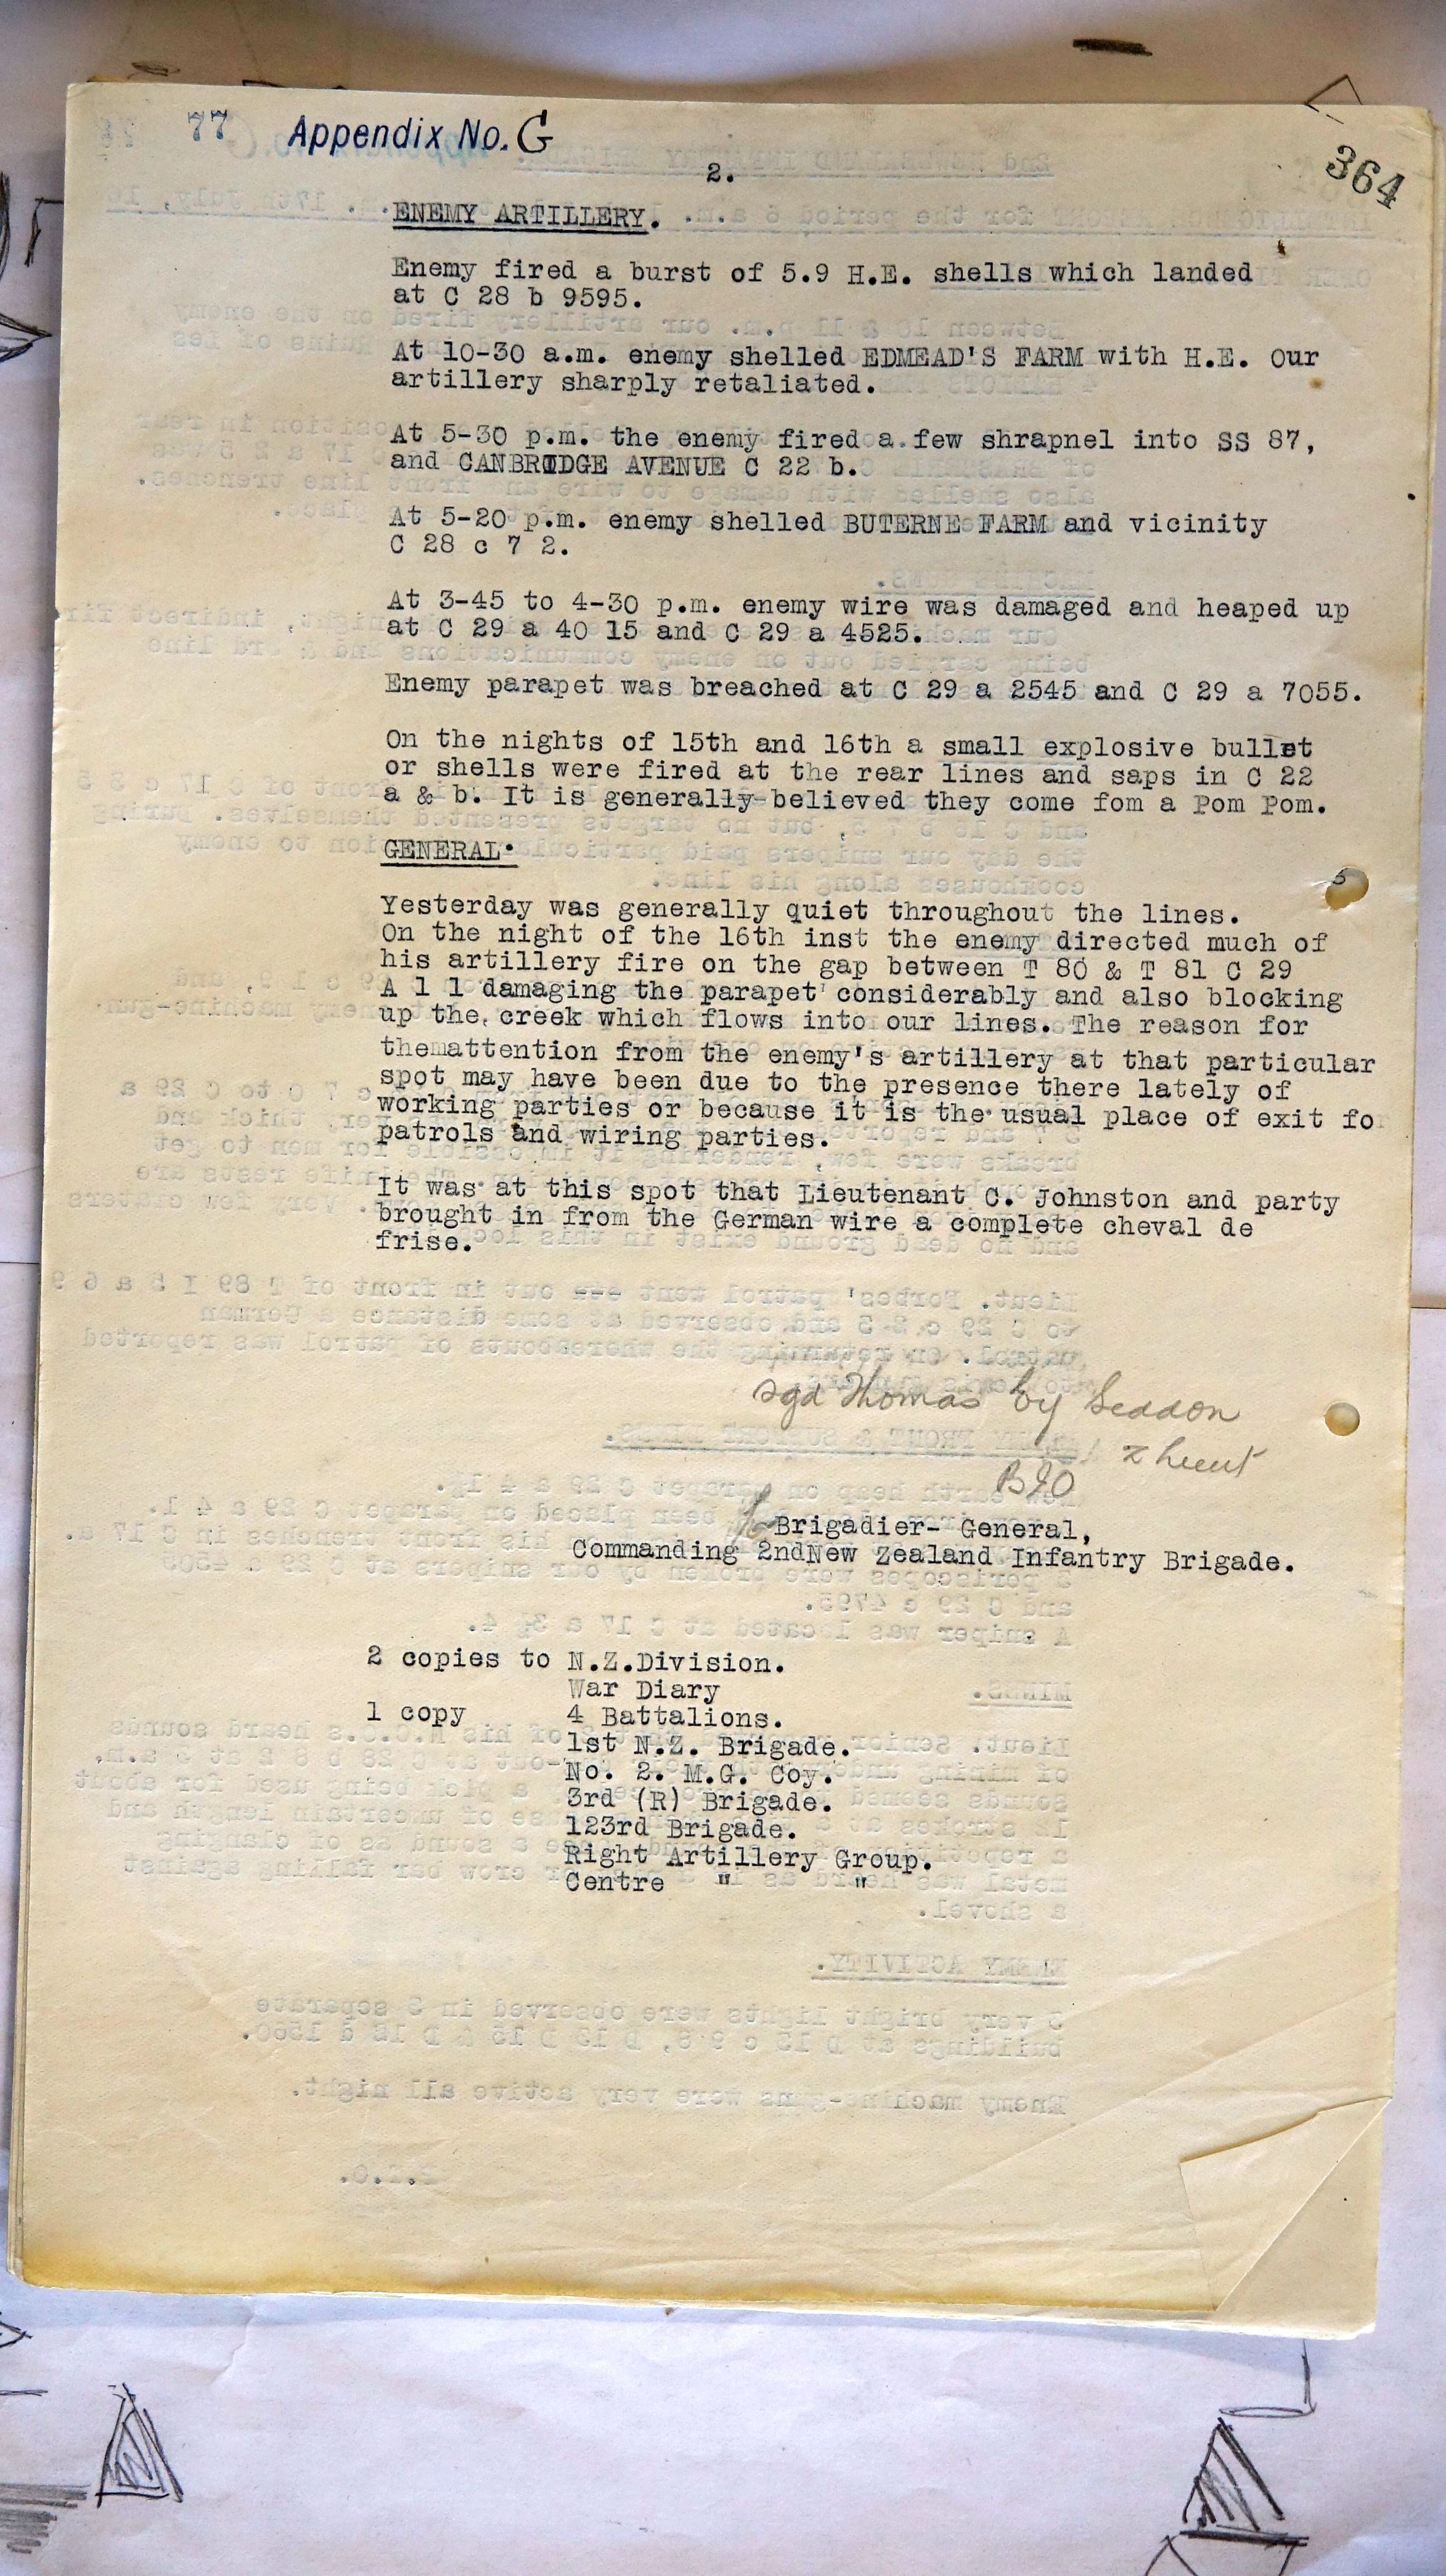 77 Appendix No. G
364
2.
ENEMY ARTILLERY.
Enemy fired a burst of 5.9 H.E. shells which landed
at C 28 b 9595.
At 10-30 a.m. enemy shelled EDMEAD'S FARM with H.E. Our
artillery sharply retaliated.
At 5-30 p.m. the enemy fired a few shrapnel into SS 87,
and CANBRIDGE AVENUE C 22 b.
At 5-20 p.m. enemy shelled BUTERNE FARM and vicinity
C 28 c 7 2.
At 3-45 to 4-30 p.m. enemy wire was damaged and heaped up
at C 29 a 40 15 and C 29 a 4525.
Enemy parapet was breached at C 29 a 2545 and C 29 a 7055.
On the nights of 15th and 16th a small explosive bullet
or shells were fired at the rear lines and saps in C 22
a & b. It is generally believed they come fom a Pom Pom.
GENERAL.
Yesterday was generally quiet throughout the lines.
On the night of the 16th inst the enemy directed much of
his artillery fire on the gap between T 80 & T 81 C 29
A 1 1 damaging the parapet considerably and also blocking
up the creek which flows into our lines. The reason for
themattention from the enemy's artillery at that particular
spot may have been due to the presence there lately of
working parties or because it is the usual place of exit fo
patrols and wiring parties.
It was at this spot that Lieutenant C. Johnston and party
brought in from the German wire a complete cheval de
frise.
sgd Thomas Ey Seddon
2 Lieut
BIO
for Brigadier- General,
Commanding 2ndNew Zealand Infantry Brigade.
2 copies to N.Z.Division.
War Diary
1 copy 4 Battalions.
1st N.Z. Brigade.
No. 2. M.G. Coy.
3rd (R) Brigade.
123rd Brigade.
Right Artillery Group.
Centre " "